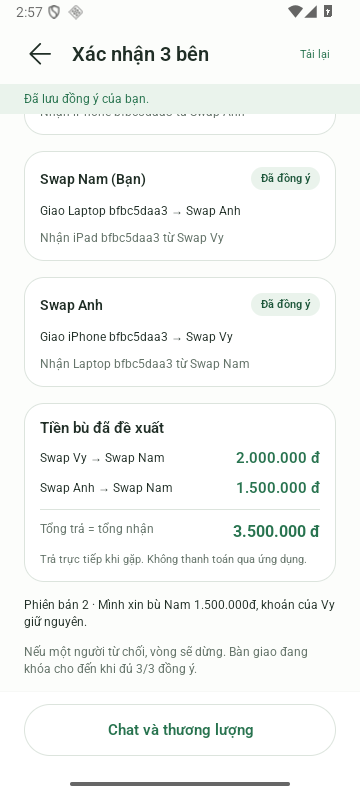 2:57
Xác nhận 3 bên
Tải lại
Đã lưu đồng ý của bạn.
Nhận iPhone bfbc5daa3 từ Swap Anh
Swap Nam (Bạn)
Đã đồng ý
Giao Laptop bfbc5daa3 → Swap Anh
Nhận iPad bfbc5daa3 từ Swap Vy
Swap Anh
Đã đồng ý
Giao iPhone bfbc5daa3 → Swap Vy
Nhận Laptop bfbc5daa3 từ Swap Nam
Tiền bù đã đề xuất
Swap Vy → Swap Nam
2.000.000 đ
Swap Anh → Swap Nam
1.500.000 đ
Tổng trả = tổng nhận
3.500.000 đ
Trả trực tiếp khi gặp. Không thanh toán qua ứng dụng.
Phiên bản 2 · Mình xin bù Nam 1.500.000đ, khoản của Vy
giữ nguyên.
Nếu một người từ chối, vòng sẽ dừng. Bàn giao đang
khóa cho đến khi đủ 3/3 đồng ý.
Chat và thương lượng